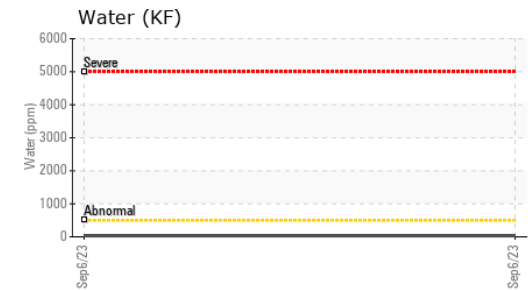 Water (KF)
6000
Severe
5000
4000
Water (ppm)
3000
2000
1000
Abnormal
0
Sep6/23
Sep6/23